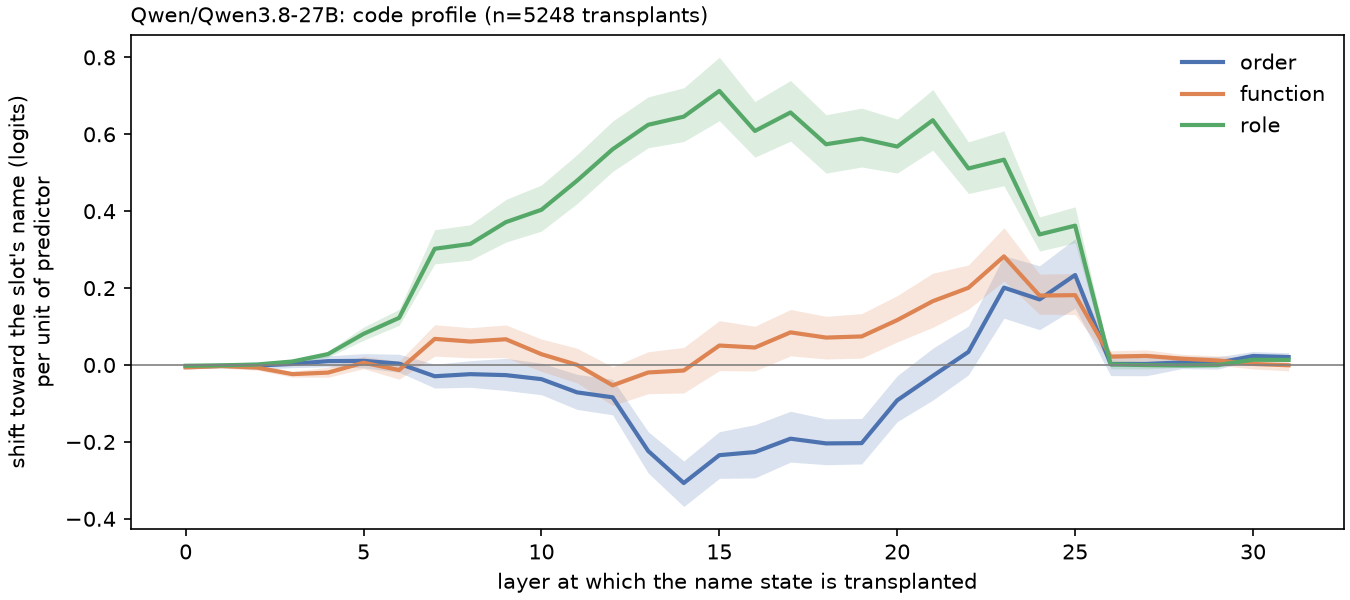 Qwen/Qwen3.8-27B: code profile (n=5248 transplants)
shift toward the slot's name (logits)
per unit of predictor
0.8
0.6
0.4
0.2
0.0
−0.2
−0.4
order
function
role
0
5
10
15
20
25
30
layer at which the name state is transplanted